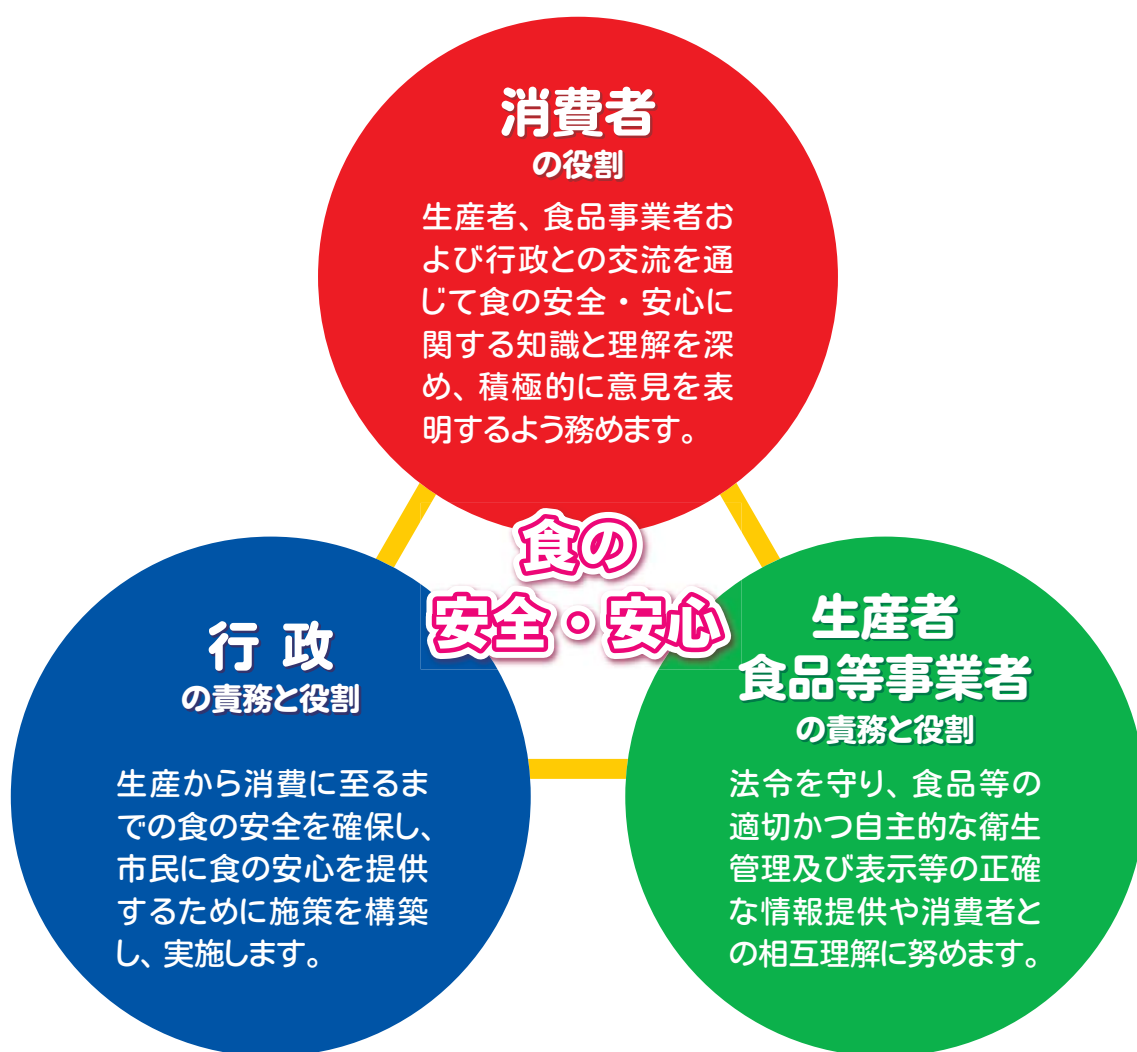 消費者
の役割
生産者、食品事業者お
よび行政との交流を通
じて食の安全・安心に
関する知識と理解を深
め、積極的に意見を表
明するよう務めます。
食の
安全・安心
行 政
の責務と役割
生産から消費に至るま
での食の安全を確保し、
市民に食の安心を提供
するために施策を構築
し、実施します。
生産者
食品等事業者
の責務と役割
法令を守り、食品等の
適切かつ自主的な衛生
管理及び表示等の正確
な情報提供や消費者と
の相互理解に努めます。